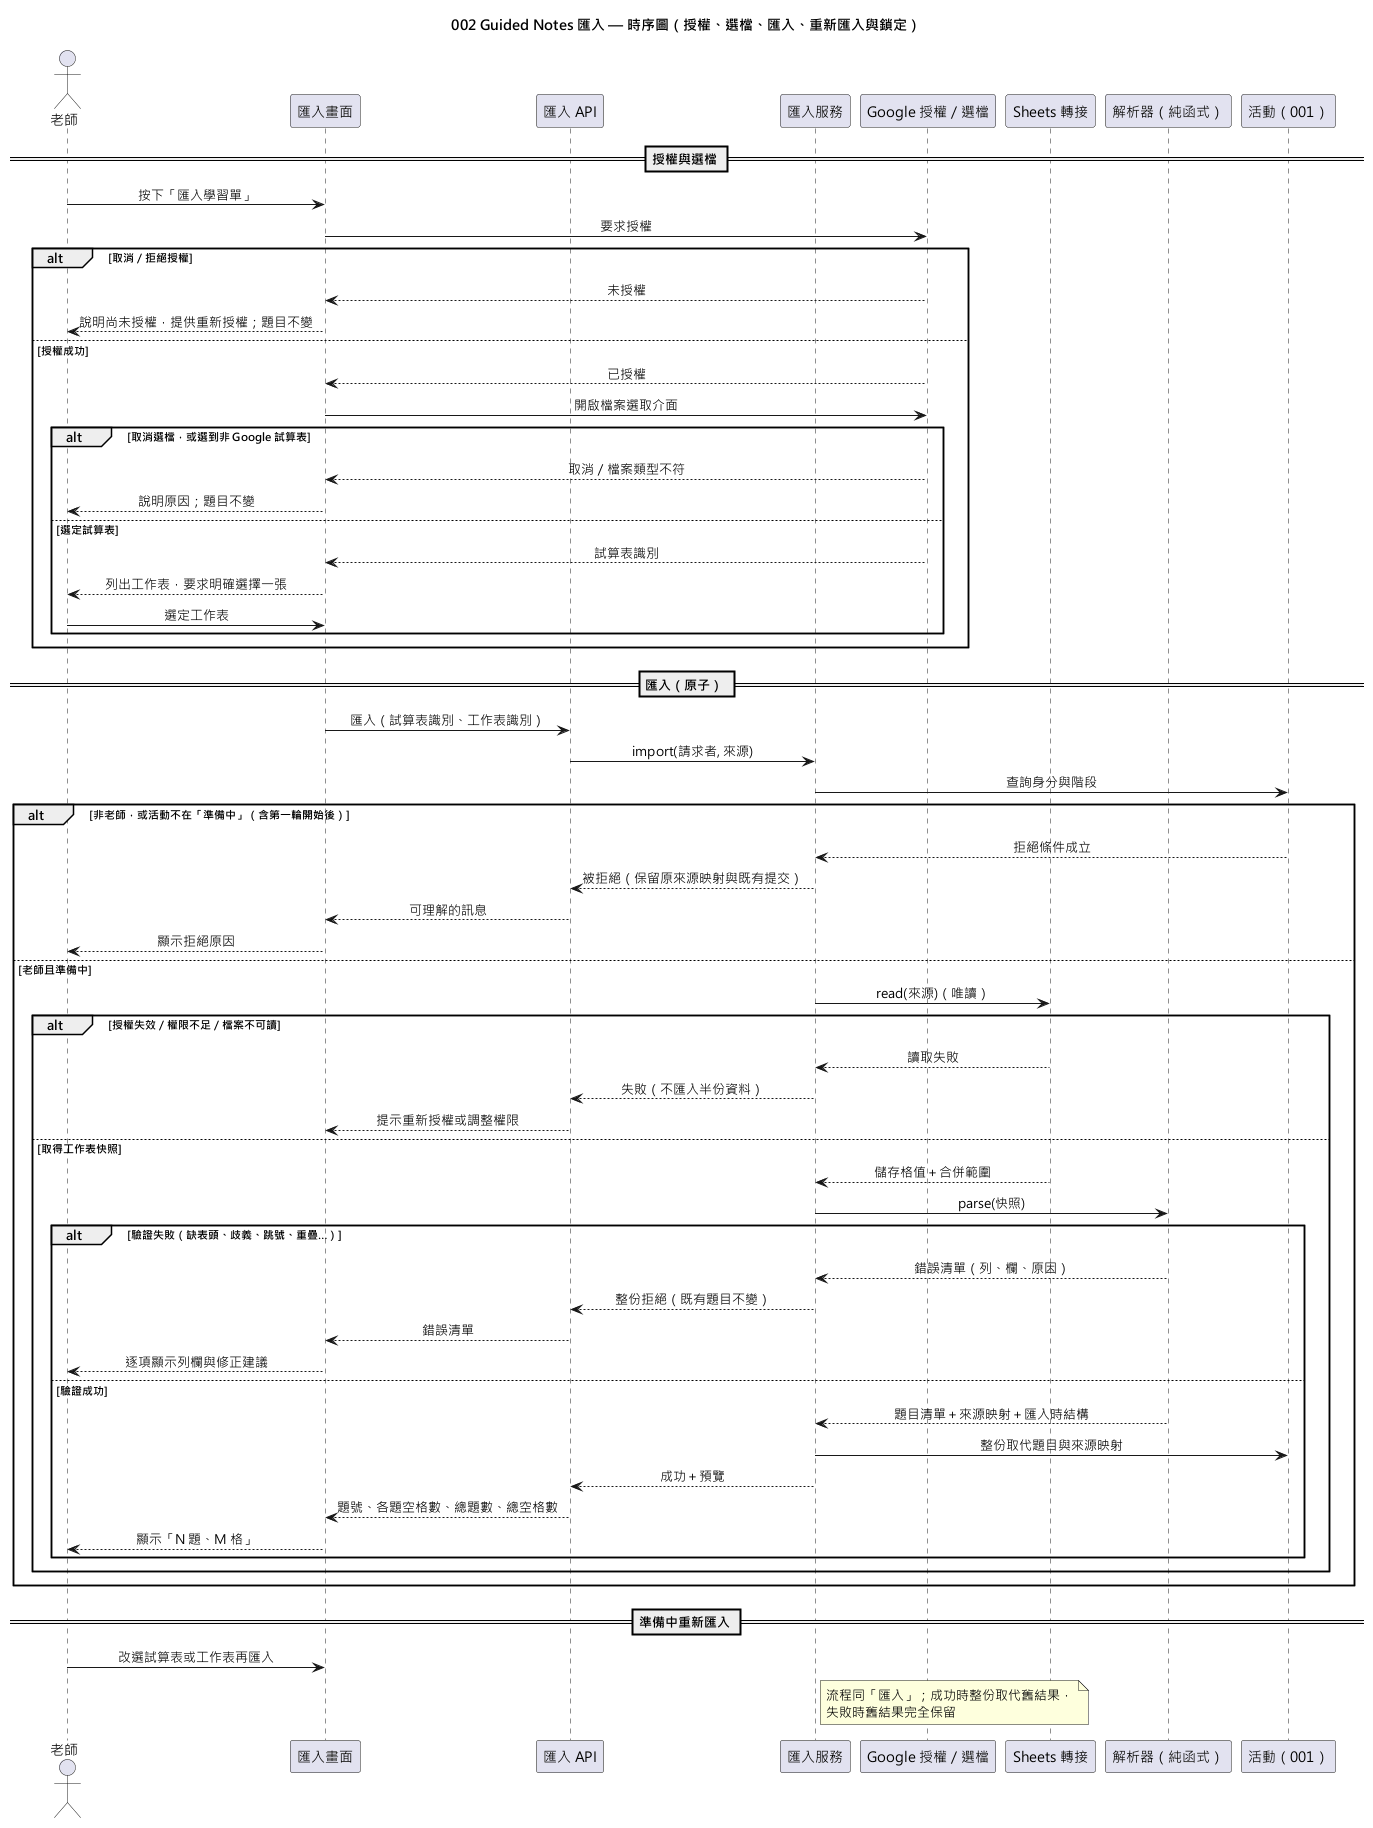 002 Guided Notes 匯入 — 時序圖（授權、選檔、匯入、重新匯入與鎖定）
老師
匯入畫面
匯入 API
匯入服務
Google 授權 / 選檔
Sheets 轉接
解析器（純函式）
活動（001）
授權與選檔
按下「匯入學習單」
要求授權
alt [取消 / 拒絕授權]
未授權
說明尚未授權，提供重新授權；題目不變
[授權成功]
已授權
開啟檔案選取介面
alt [取消選檔，或選到非 Google 試算表]
取消 / 檔案類型不符
說明原因；題目不變
[選定試算表]
試算表識別
列出工作表，要求明確選擇一張
選定工作表
匯入（原子）
匯入（試算表識別、工作表識別）
import(請求者, 來源)
查詢身分與階段
alt [非老師，或活動不在「準備中」（含第一輪開始後）]
拒絕條件成立
被拒絕（保留原來源映射與既有提交）
可理解的訊息
顯示拒絕原因
[老師且準備中]
read(來源)（唯讀）
alt [授權失效 / 權限不足 / 檔案不可讀]
讀取失敗
失敗（不匯入半份資料）
提示重新授權或調整權限
[取得工作表快照]
儲存格值 + 合併範圍
parse(快照)
alt [驗證失敗（缺表頭、歧義、跳號、重疊...）]
錯誤清單（列、欄、原因）
整份拒絕（既有題目不變）
錯誤清單
逐項顯示列欄與修正建議
[驗證成功]
題目清單 + 來源映射 + 匯入時結構
整份取代題目與來源映射
成功 + 預覽
題號、各題空格數、總題數、總空格數
顯示「N 題、M 格」
準備中重新匯入
改選試算表或工作表再匯入
流程同「匯入」；成功時整份取代舊結果，
失敗時舊結果完全保留
老師
匯入畫面
匯入 API
匯入服務
Google 授權 / 選檔
Sheets 轉接
解析器（純函式）
活動（001）